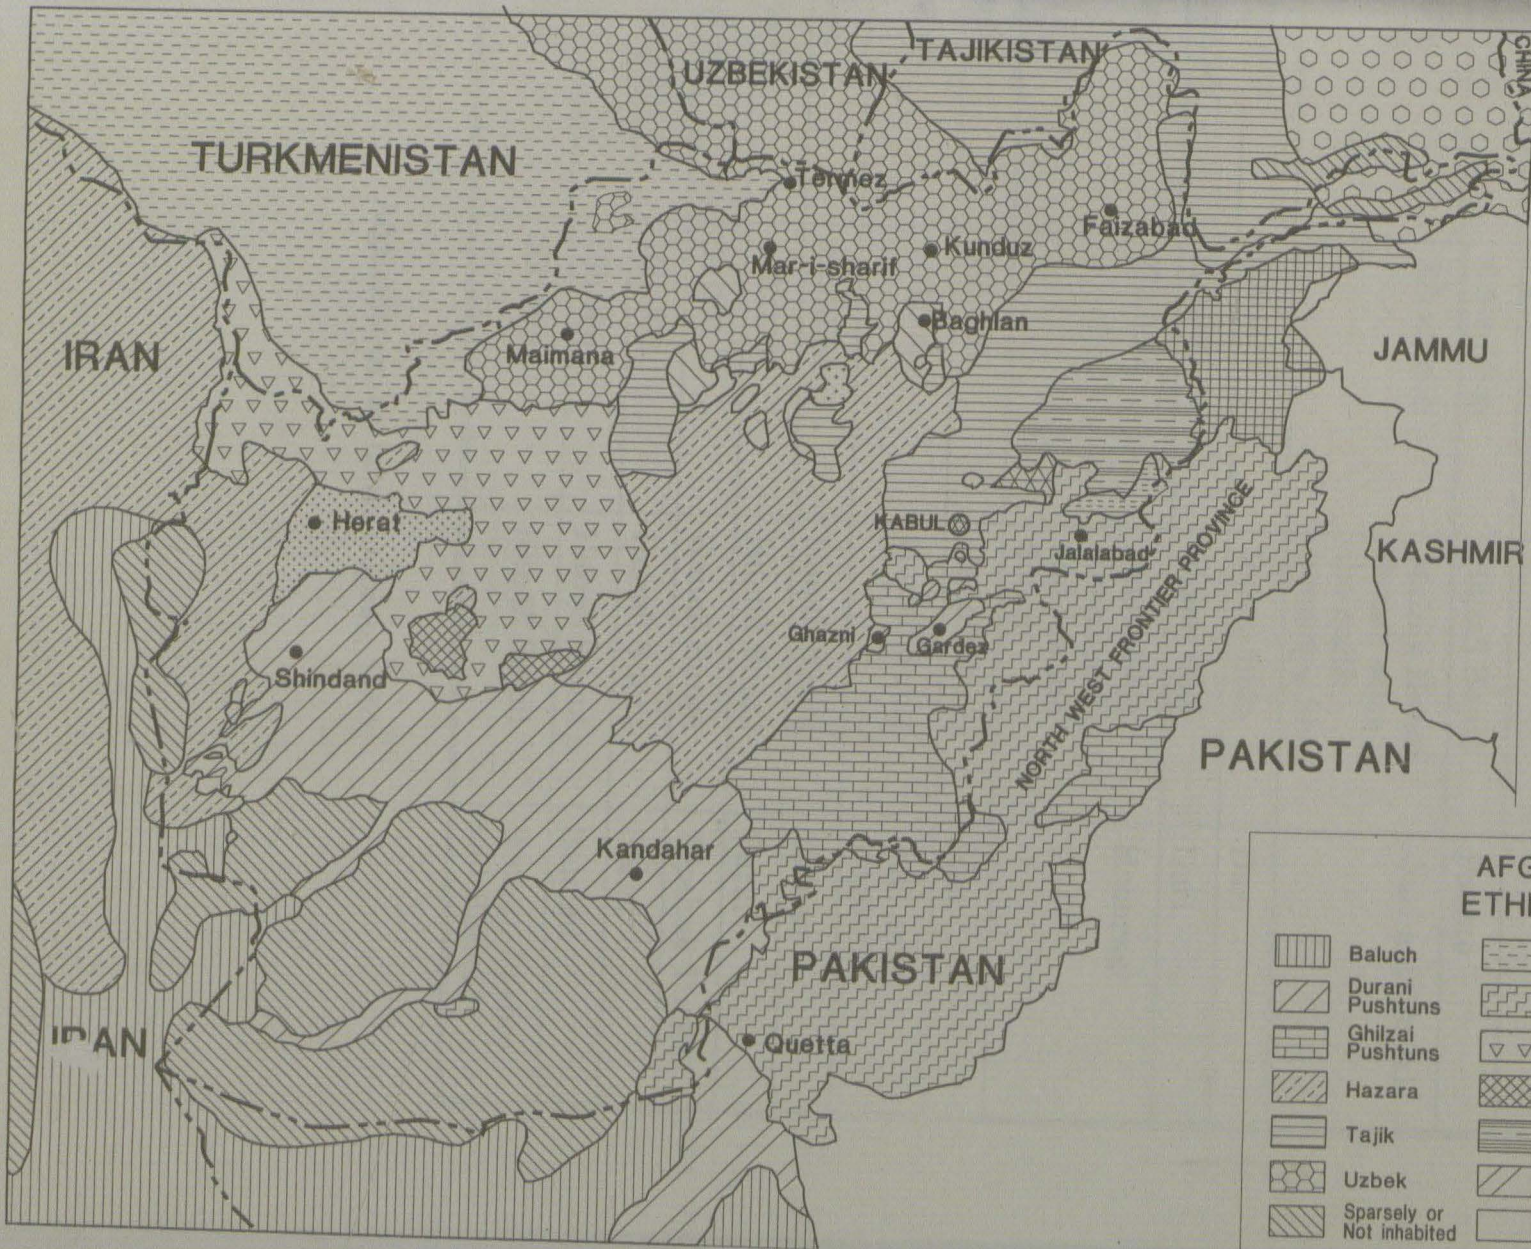 UZBEKISTAN
TAJIKISTAN
CHINA
TURKMENISTAN
Termez
Faizabad
Mar-i-sharif
Kunduz
Baghlan
IRAN
Maimana
JAMMU
Herat
KABUL
Jalalabad
KASHMIR
NORTH WEST FRONTIER PROVINCE
Ghazni
Gardez
Shindand
PAKISTAN
Kandahar
PAKISTAN
IRAN
Quetta
AFG
ETH
Baluch
Durani
Pushtuns
Ghilzai
Pushtuns
Hazara
Tajik
Uzbek
Sparsely or
Not inhabited